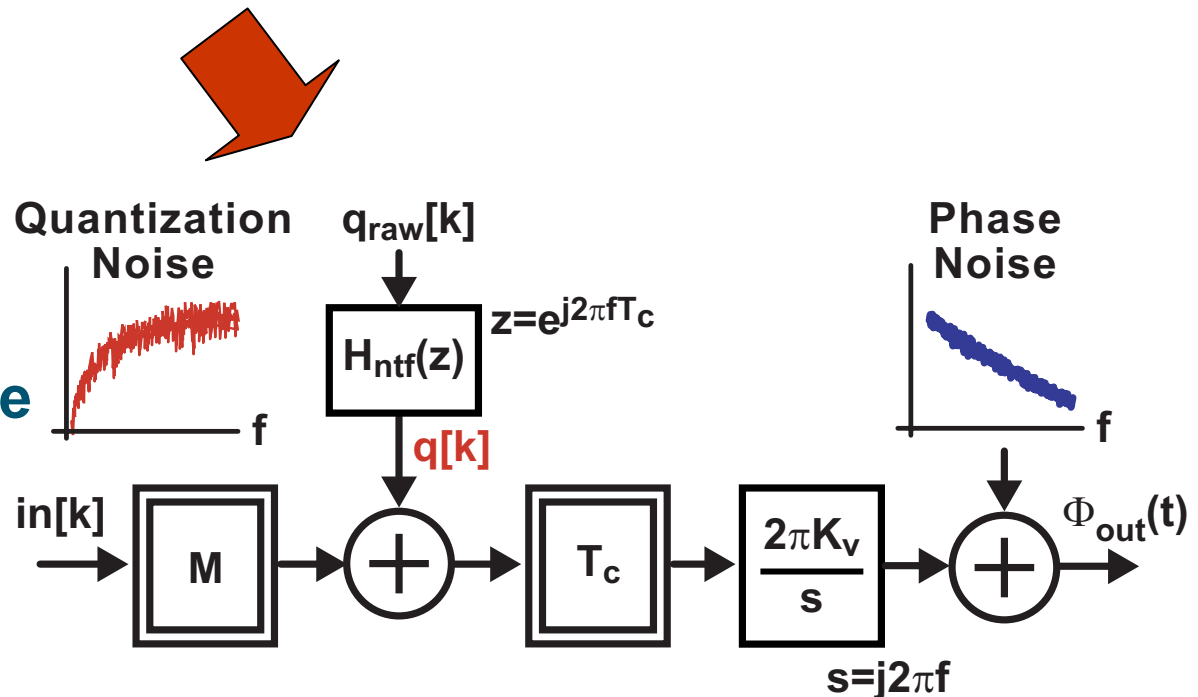 Quantization
Noise
q_raw[k]
Phase
Noise
z=e^j2πfT_c
H_ntf(z)
e
f
f
q[k]
in[k]
M
+
T_c
2πK_v
s
+
Φ_out(t)
s=j2πf